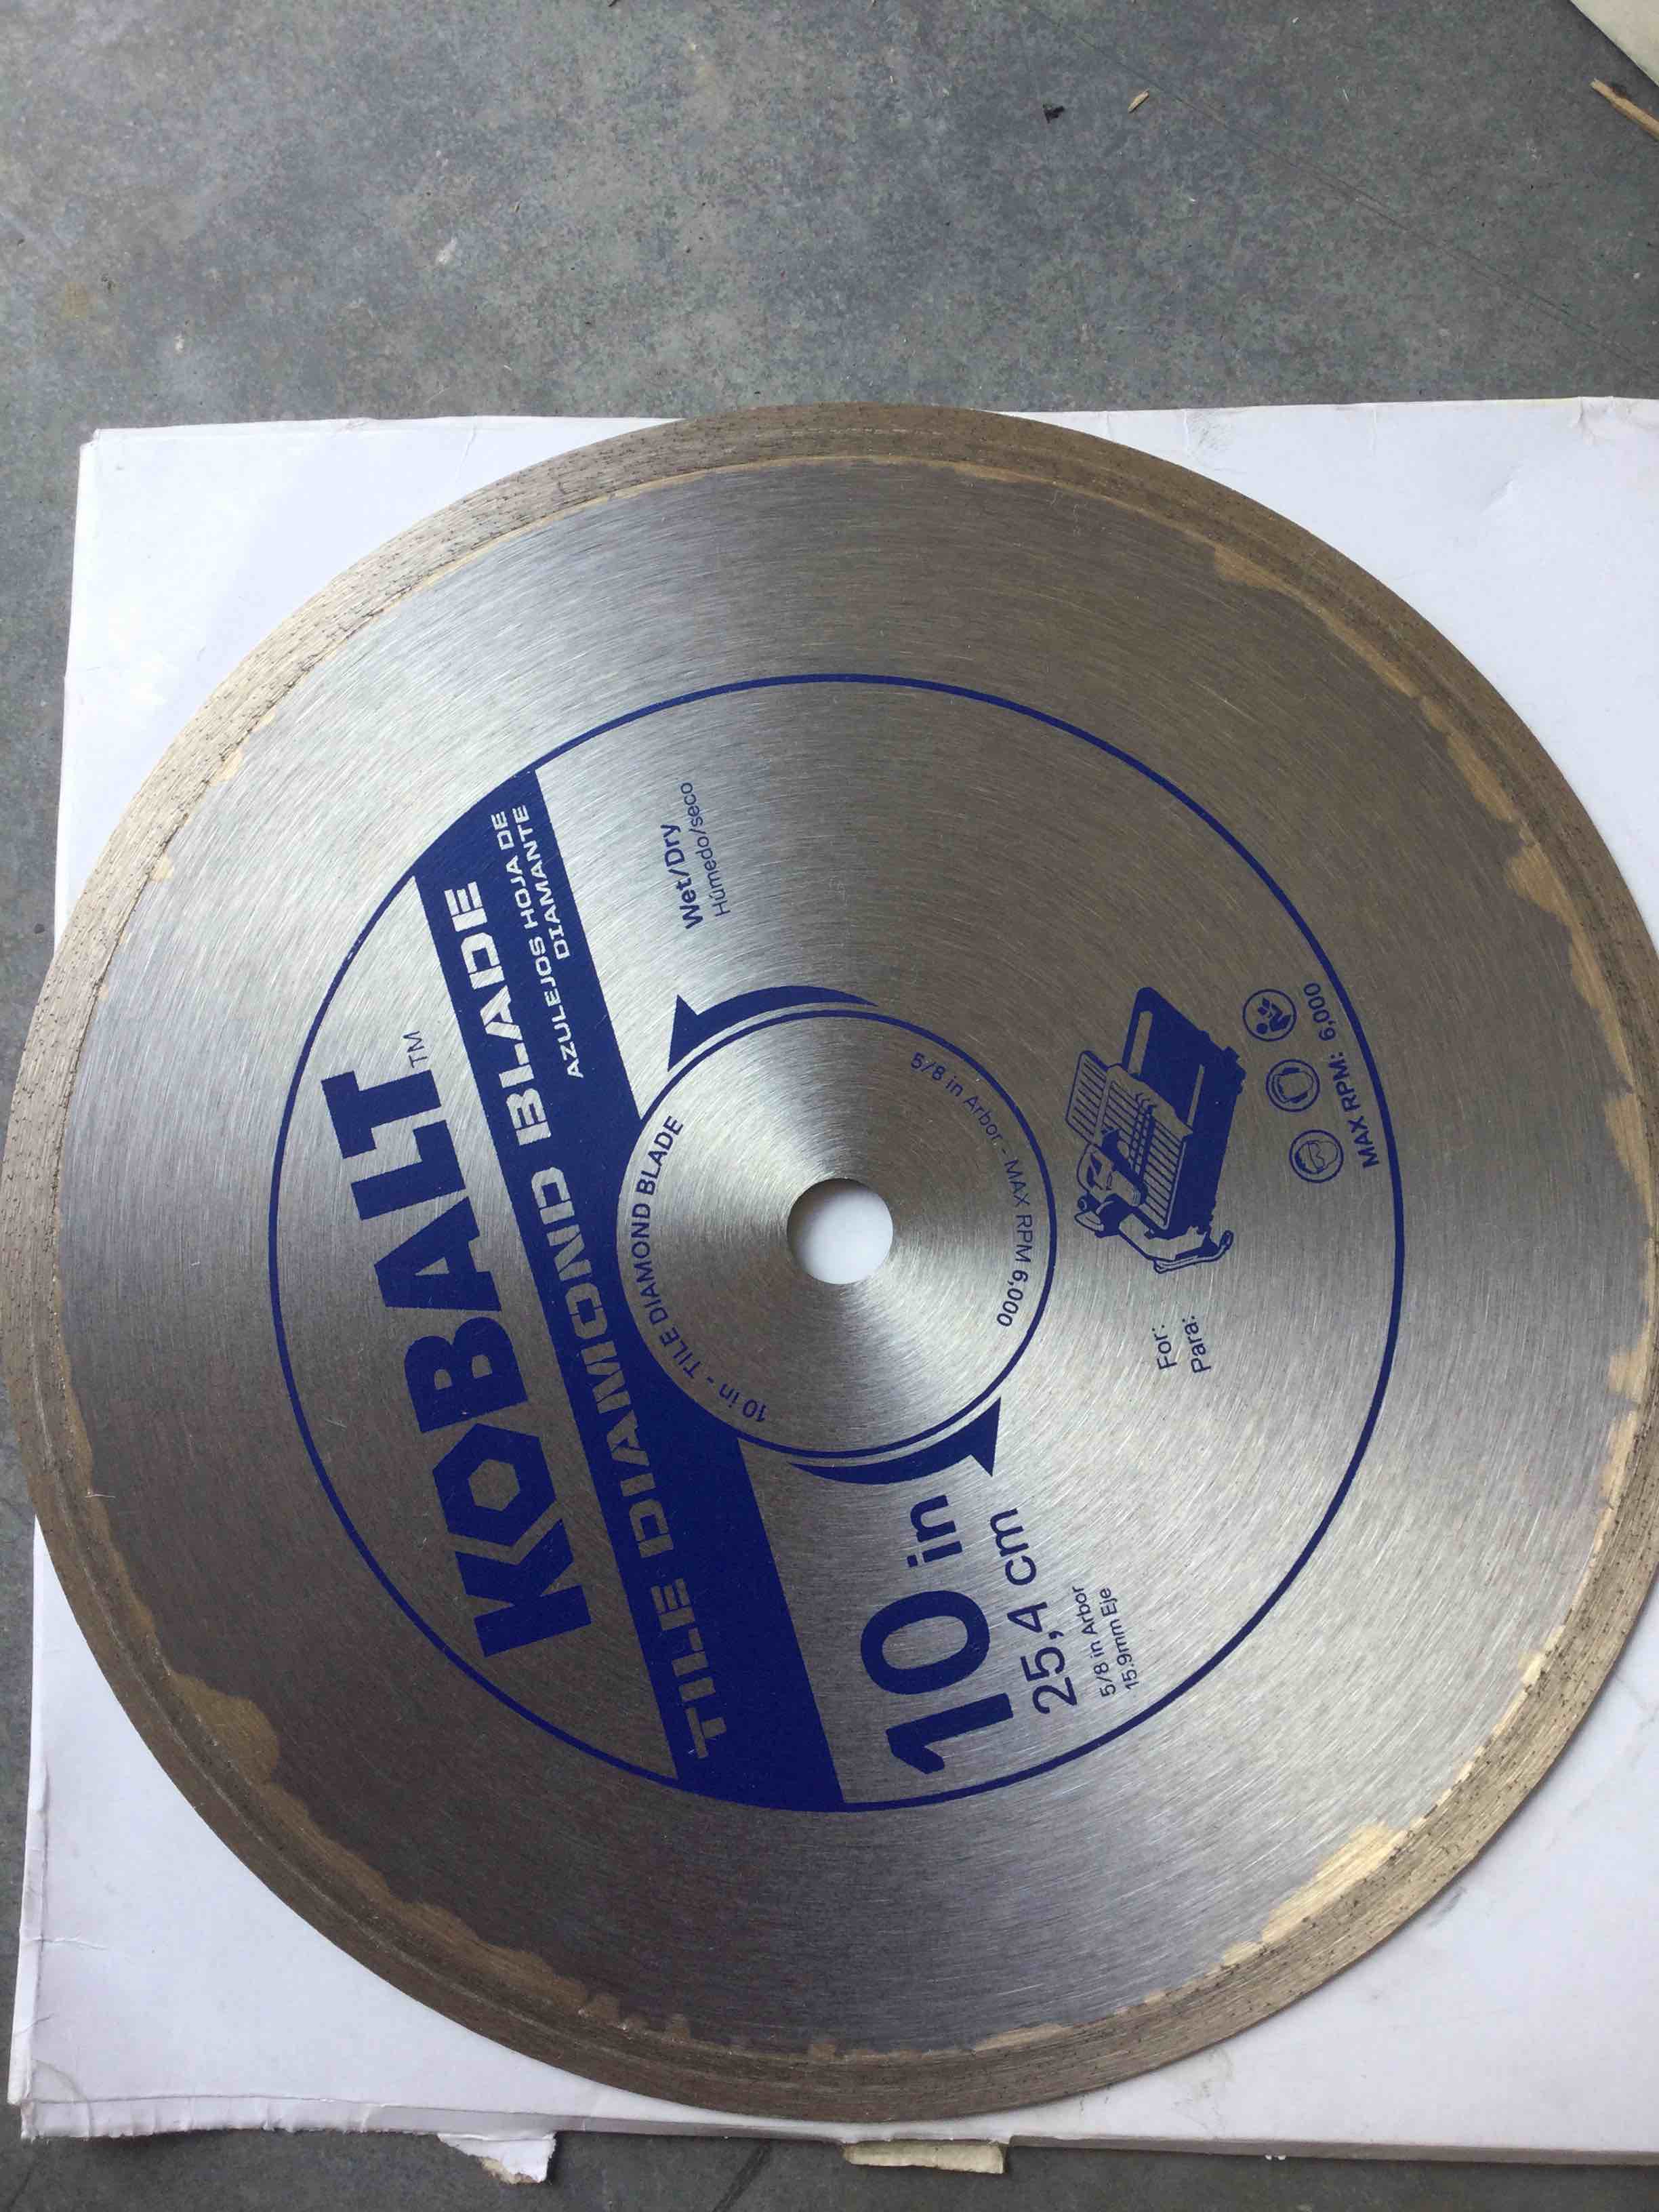 KOBALT™
TILE DIAMOND BLADE
AZULEJOS HOJA DE
DIAMANTE
Wet/Dry
Húmedo/seco
10 in - TILE DIAMOND BLADE
5/8 in Arbor - MAX RPM 6,000
10 in
25,4 cm
5/8 in Arbor
15.9mm Eje
For:
Para:
MAX RPM: 6,000